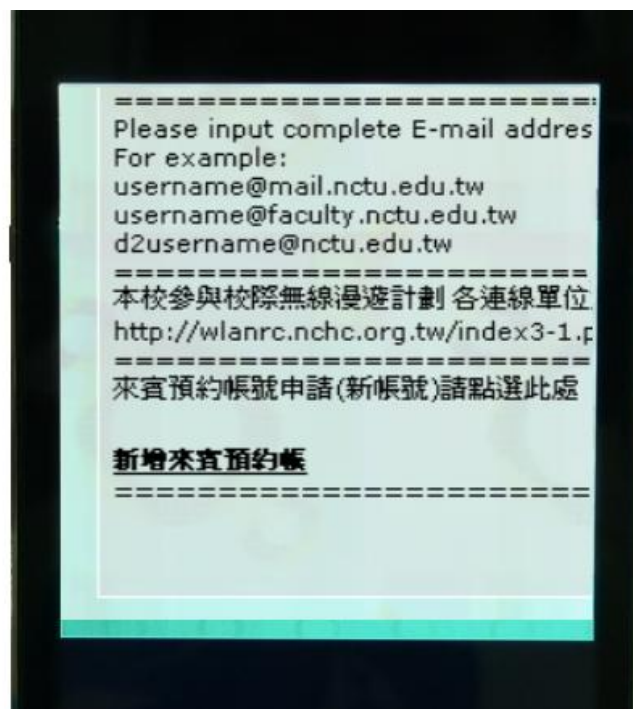 ===========================
Please input complete E-mail addres
For example:
username@mail.nctu.edu.tw
username@faculty.nctu.edu.tw
d2username@nctu.edu.tw
=========================
本校參與校際無線漫遊計劃 各連線單位
http://wlanrc.nchc.org.tw/index3-1.p
=========================
來賓預約帳號申請(新帳號)請點選此處
新增來賓預約帳
=========================